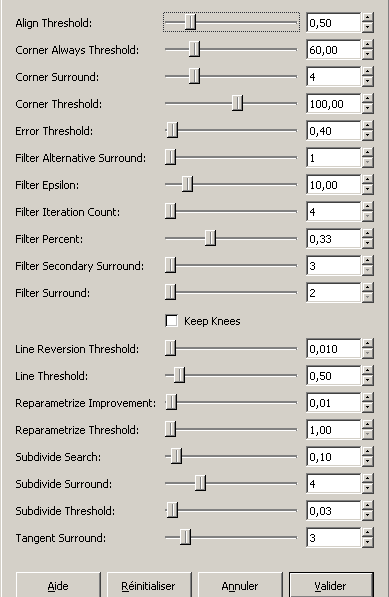 Align Threshold: 0,50
Corner Always Threshold: 60,00
Corner Surround: 4
Corner Threshold: 100,00
Error Threshold: 0,40
Filter Alternative Surround: 1
Filter Epsilon: 10,00
Filter Iteration Count: 4
Filter Percent: 0,33
Filter Secondary Surround: 3
Filter Surround: 2
Keep Knees
Line Reversion Threshold: 0,010
Line Threshold: 0,50
Reparametrize Improvement: 0,01
Reparametrize Threshold: 1,00
Subdivide Search: 0,10
Subdivide Surround: 4
Subdivide Threshold: 0,03
Tangent Surround: 3
Aide Réinitialiser Annuler Valider